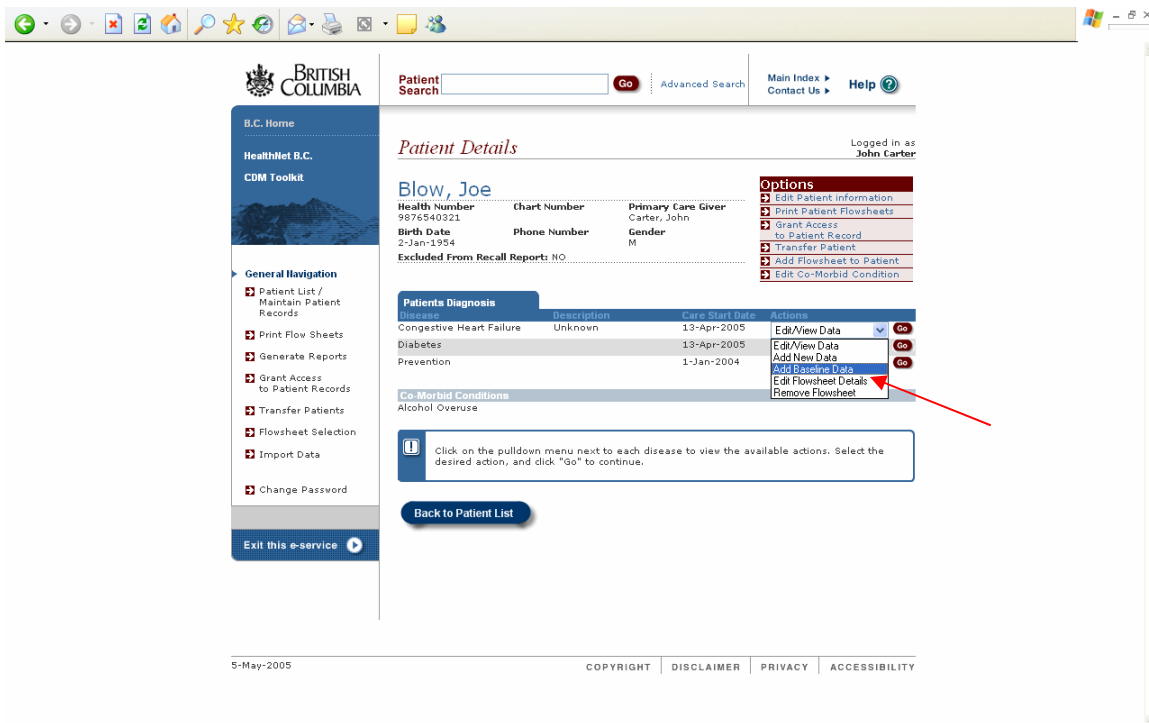 BRITISH
COLUMBIA
Patient
Search
Go
Advanced Search
Main Index
Contact Us
Help
B.C. Home
HealthNet B.C.
CDM Toolkit
General Navigation
Patient List /
Maintain Patient
Records
Print Flow Sheets
Generate Reports
Grant Access
to Patient Records
Transfer Patients
Flowsheet Selection
Import Data
Change Password
Exit this e-service
Patient Details
Logged in as
John Carter
Blow, Joe
Health Number Chart Number Primary Care Giver
9876540321 Carter, John
Birth Date Phone Number Gender
2-Jan-1954 M
Excluded From Recall Report: NO
Options
Edit Patient information
Print Patient Flowsheets
Grant Access
to Patient Record
Transfer Patient
Add Flowsheet to Patient
Edit Co-Morbid Condition
Patients Diagnosis
Disease Description Care Start Date Actions
Congestive Heart Failure Unknown 13-Apr-2005 Edit/View Data Go
Diabetes 13-Apr-2005 Go
Prevention 1-Jan-2004 Go
Edit/View Data
Add New Data
Add Baseline Data
Edit Flowsheet Details
Remove Flowsheet
Co-Morbid Conditions
Alcohol Overuse
Click on the pulldown menu next to each disease to view the available actions. Select the
desired action, and click "Go" to continue.
Back to Patient List
5-May-2005
COPYRIGHT DISCLAIMER PRIVACY ACCESSIBILITY